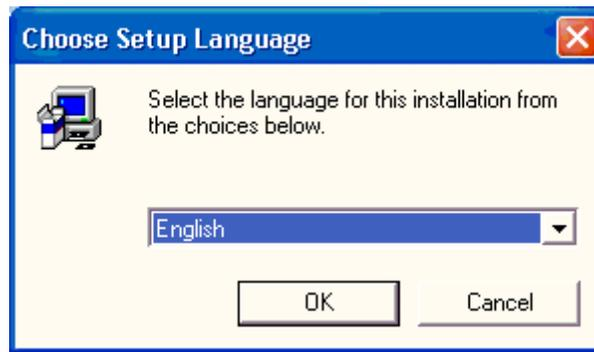 Choose Setup Language
Select the language for this installation from
the choices below.
English
OK
Cancel